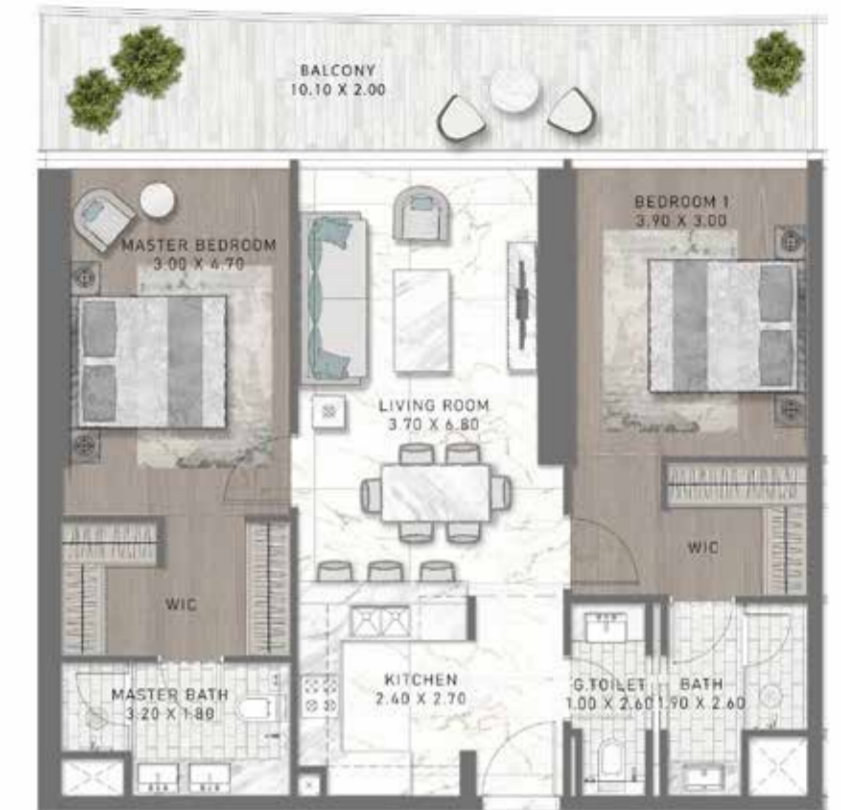 BALCONY
10.10 X 2.00
MASTER BEDROOM
3.00 X 4.70
BEDROOM 1
3.90 X 3.00
LIVING ROOM
3.70 X 6.80
WIC
WIC
KITCHEN
2.40 X 2.70
MASTER BATH
3.20 X 1.80
G.TOILET
1.00 X 2.60
BATH
1.90 X 2.60